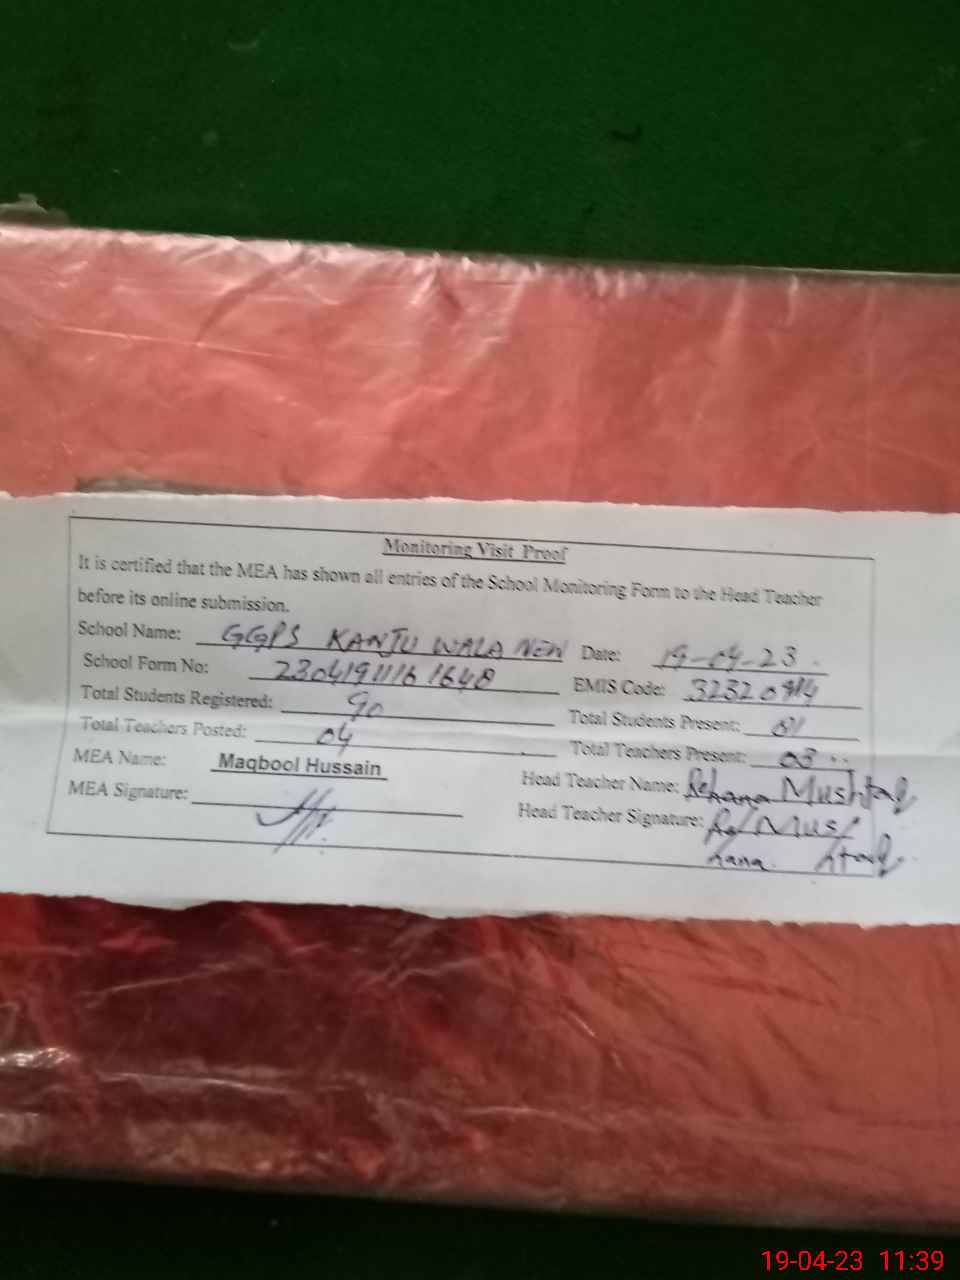 Monitoring Visit Proof
It is certified that the MEA has shown all entries of the School Monitoring Form to the Head Teacher
before its online submission.
School Name: GGPS KANJU WALA NEW Date: 19-04-23
School Form No: 2304191116 1648 EMIS Code:
Total Students Registered: 90 Total Students Present:
Total Teachers Posted: 04 Total Teachers Present: 03
MEA Name: Maqbool Hussain Head Teacher Name: Rehana Mushtaq
MEA Signature: Head Teacher Signature: Re/Mus/
hana htaq
19-04-23 11:39